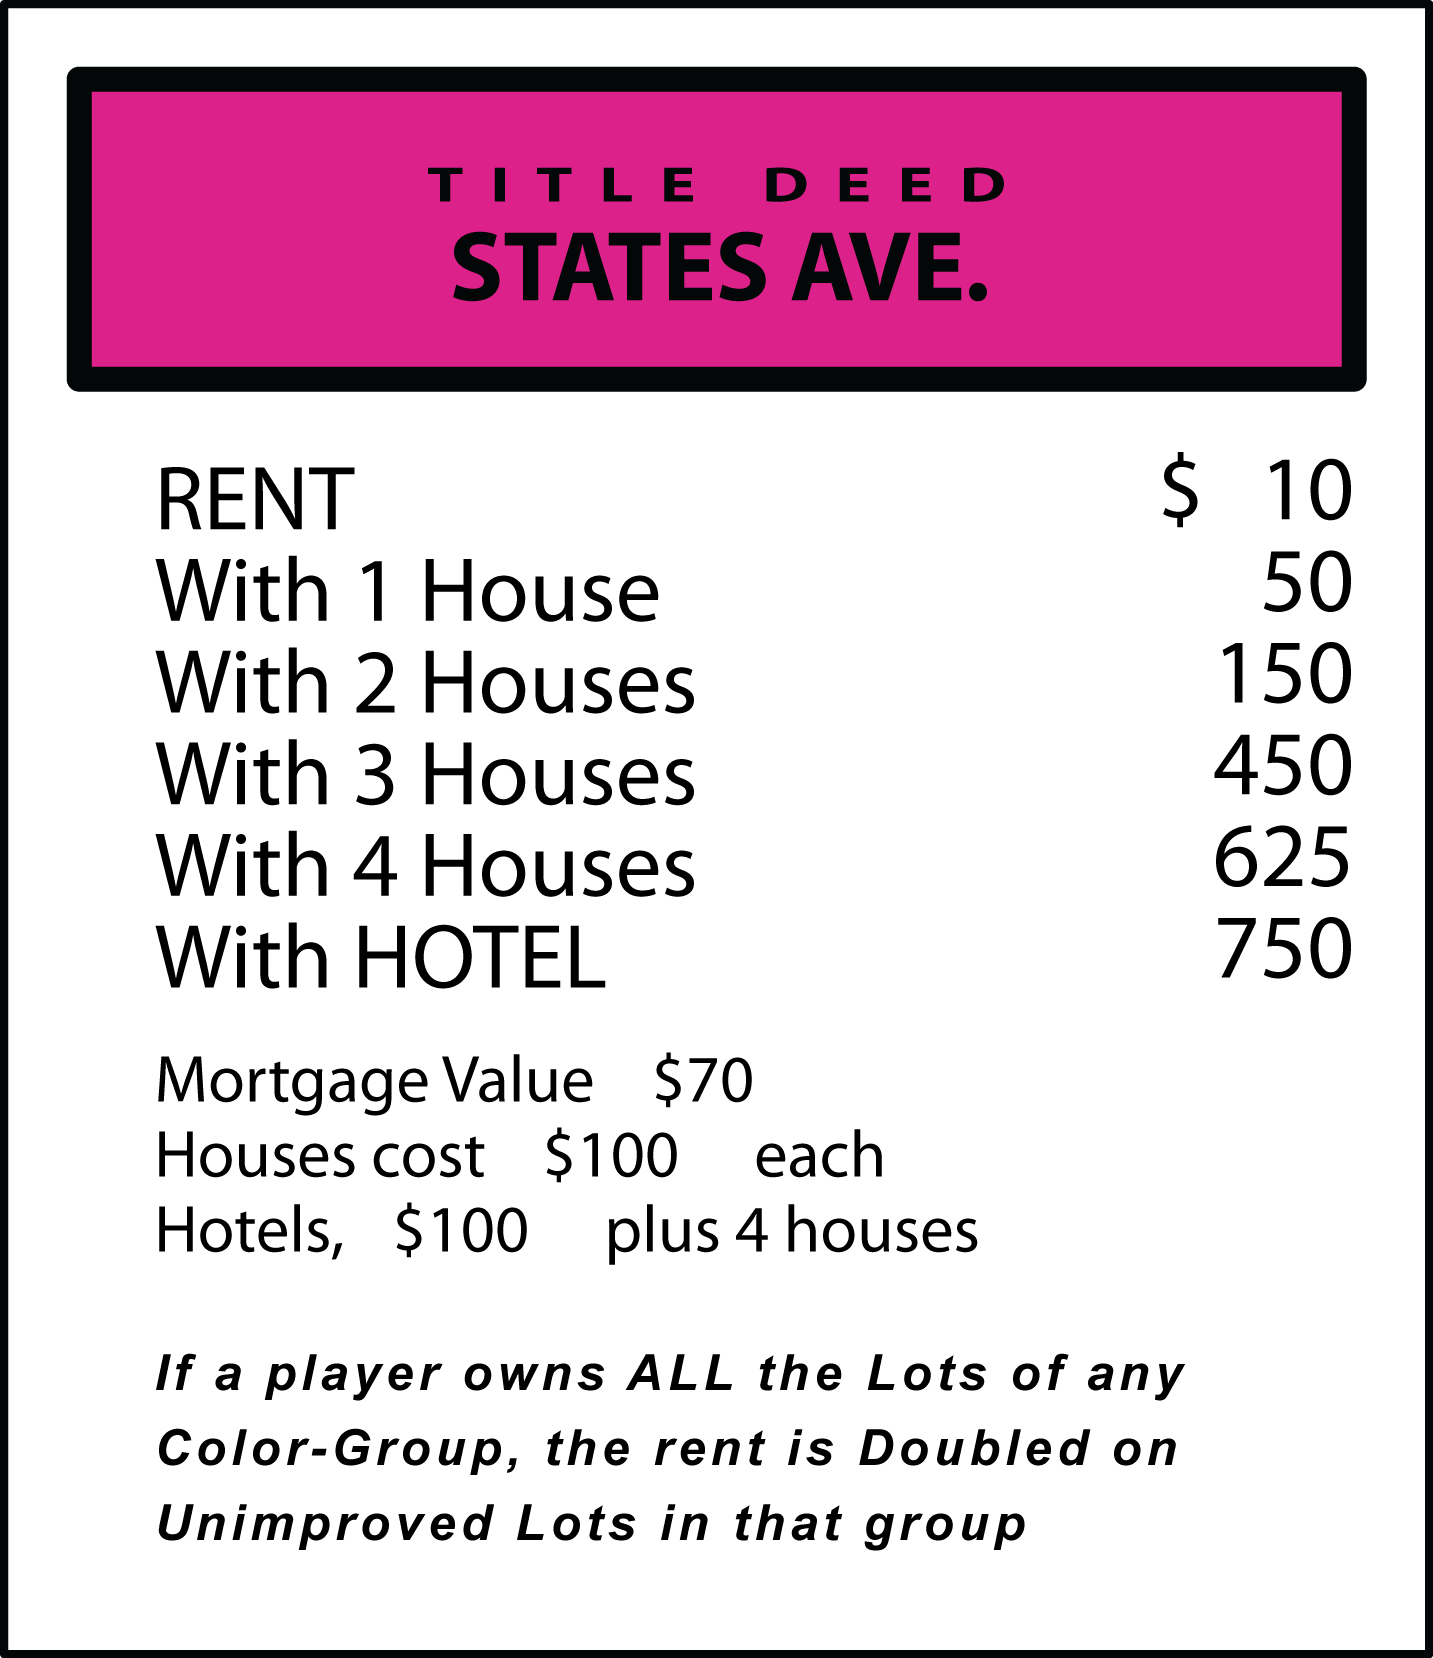 TITLE DEED
STATES AVE.
RENT $ 10
With 1 House 50
With 2 Houses 150
With 3 Houses 450
With 4 Houses 625
With HOTEL 750
Mortgage Value $70
Houses cost $100 each
Hotels, $100 plus 4 houses
If a player owns ALL the Lots of any
Color-Group, the rent is Doubled on
Unimproved Lots in that group